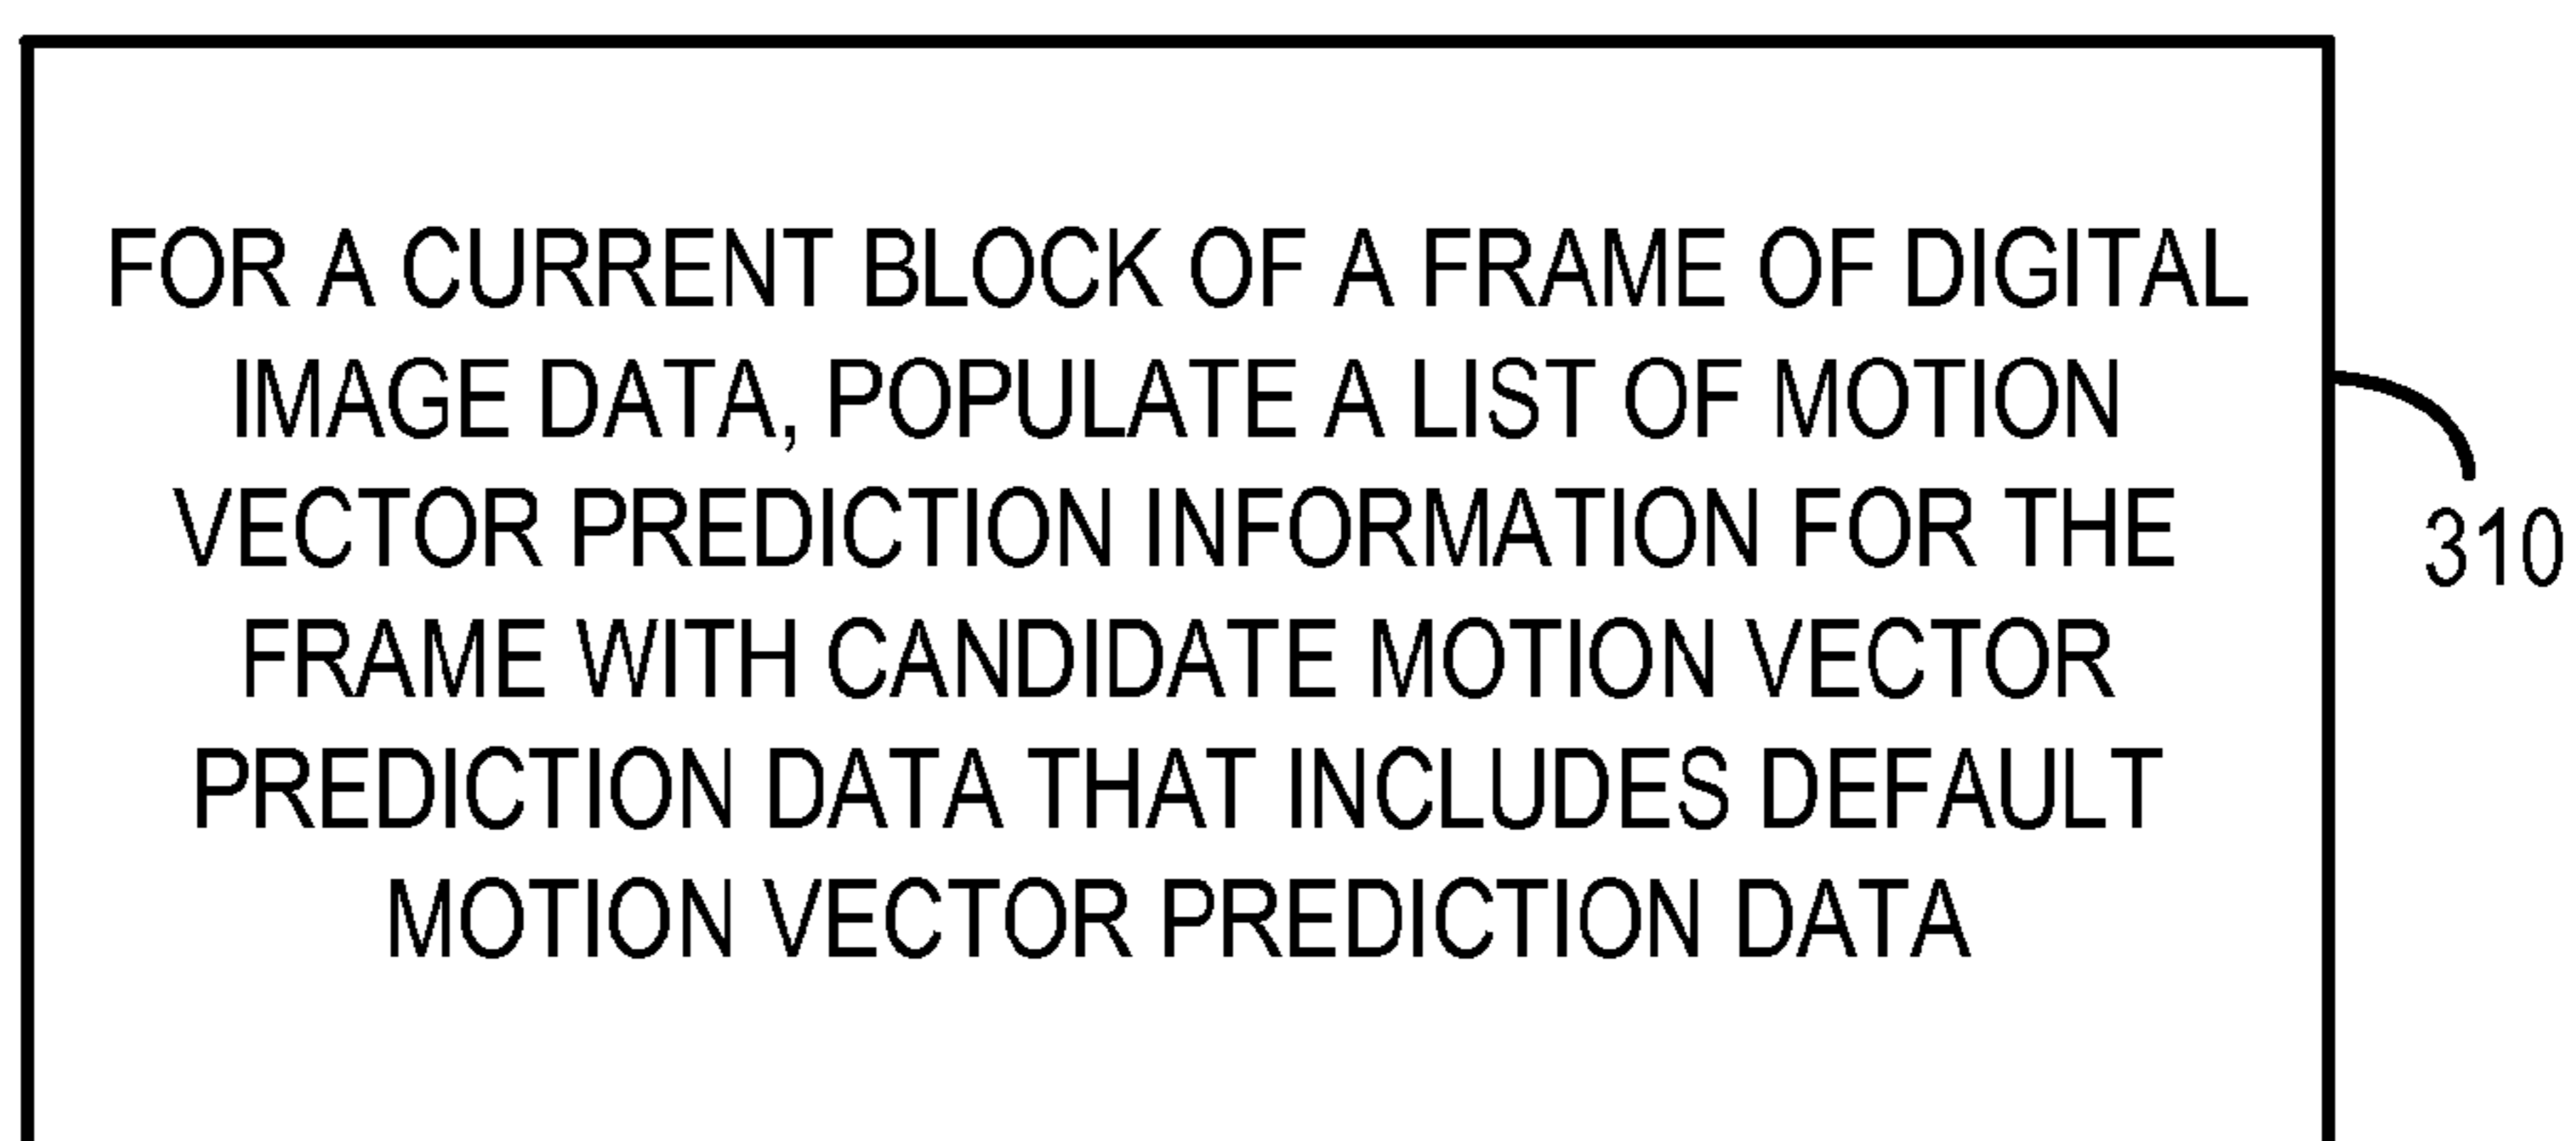 FOR A CURRENT BLOCK OF A FRAME OF DIGITAL
IMAGE DATA, POPULATE A LIST OF MOTION
VECTOR PREDICTION INFORMATION FOR THE
FRAME WITH CANDIDATE MOTION VECTOR
PREDICTION DATA THAT INCLUDES DEFAULT
MOTION VECTOR PREDICTION DATA
310